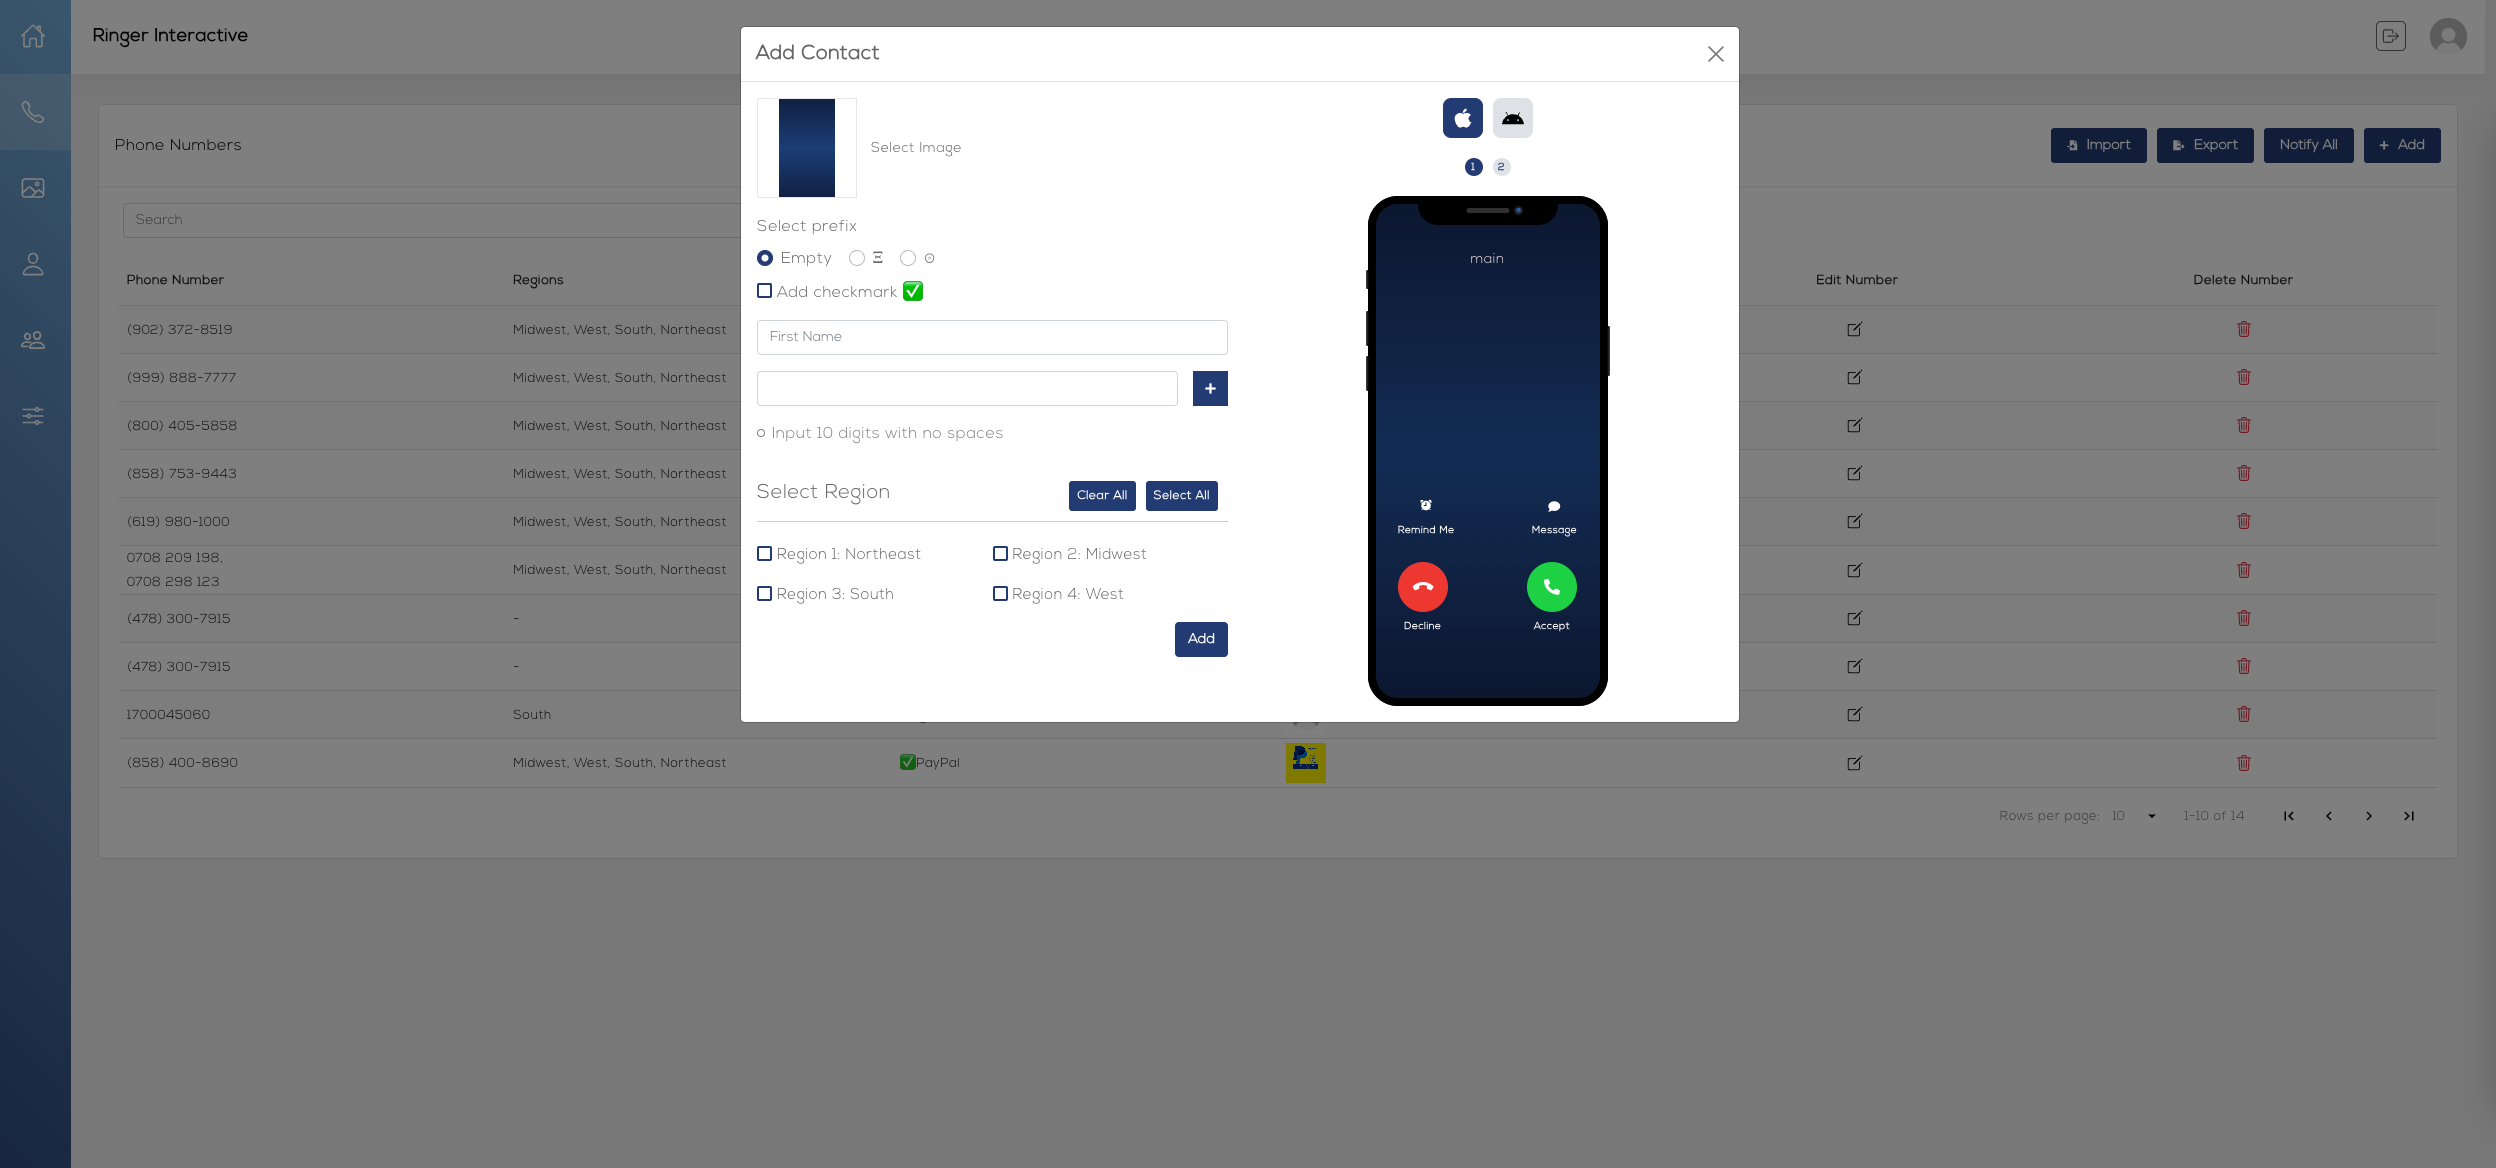 Ringer Interactive
Add Contact
Phone Numbers
Import
Export
Notify All
+ Add
Search
Select Image
1
2
Select prefix
Empty
Ξ
Add checkmark ✅
First Name
+
Input 10 digits with no spaces
Select Region
Clear All
Select All
Region 1: Northeast
Region 2: Midwest
Region 3: South
Region 4: West
Add
main
Remind Me
Message
Decline
Accept
Phone Number
Regions
Edit Number
Delete Number
(902) 372-8519
Midwest, West, South, Northeast
(999) 888-7777
Midwest, West, South, Northeast
(800) 405-5858
Midwest, West, South, Northeast
(858) 753-9443
Midwest, West, South, Northeast
(619) 980-1000
Midwest, West, South, Northeast
0708 209 198,
0708 298 123
Midwest, West, South, Northeast
(478) 300-7915
-
(478) 300-7915
-
1700045060
South
(858) 400-8690
Midwest, West, South, Northeast
✅PayPal
Rows per page: 10
1-10 of 14